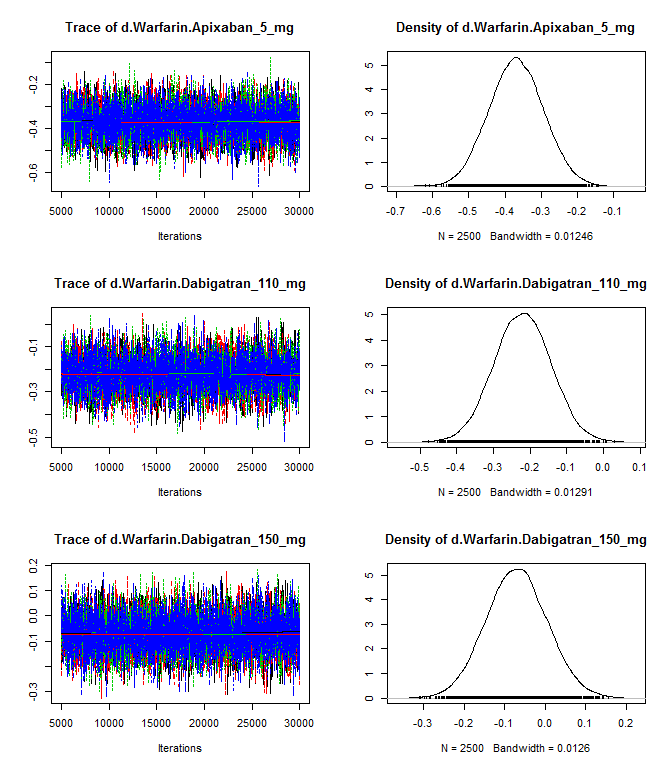 Trace of d.Warfarin.Apixaban_5_mg
-0.2
-0.4
-0.6
5000 10000 15000 20000 25000 30000
Iterations
Density of d.Warfarin.Apixaban_5_mg
5
4
3
2
1
0
-0.7 -0.6 -0.5 -0.4 -0.3 -0.2 -0.1
N = 2500 Bandwidth = 0.01246
Trace of d.Warfarin.Dabigatran_110_mg
-0.1
-0.3
-0.5
5000 10000 15000 20000 25000 30000
Iterations
Density of d.Warfarin.Dabigatran_110_mg
5
4
3
2
1
0
-0.5 -0.4 -0.3 -0.2 -0.1 0.0 0.1
N = 2500 Bandwidth = 0.01291
Trace of d.Warfarin.Dabigatran_150_mg
0.2
0.0
-0.1
-0.3
5000 10000 15000 20000 25000 30000
Iterations
Density of d.Warfarin.Dabigatran_150_mg
5
4
3
2
1
0
-0.3 -0.2 -0.1 0.0 0.1 0.2
N = 2500 Bandwidth = 0.0126